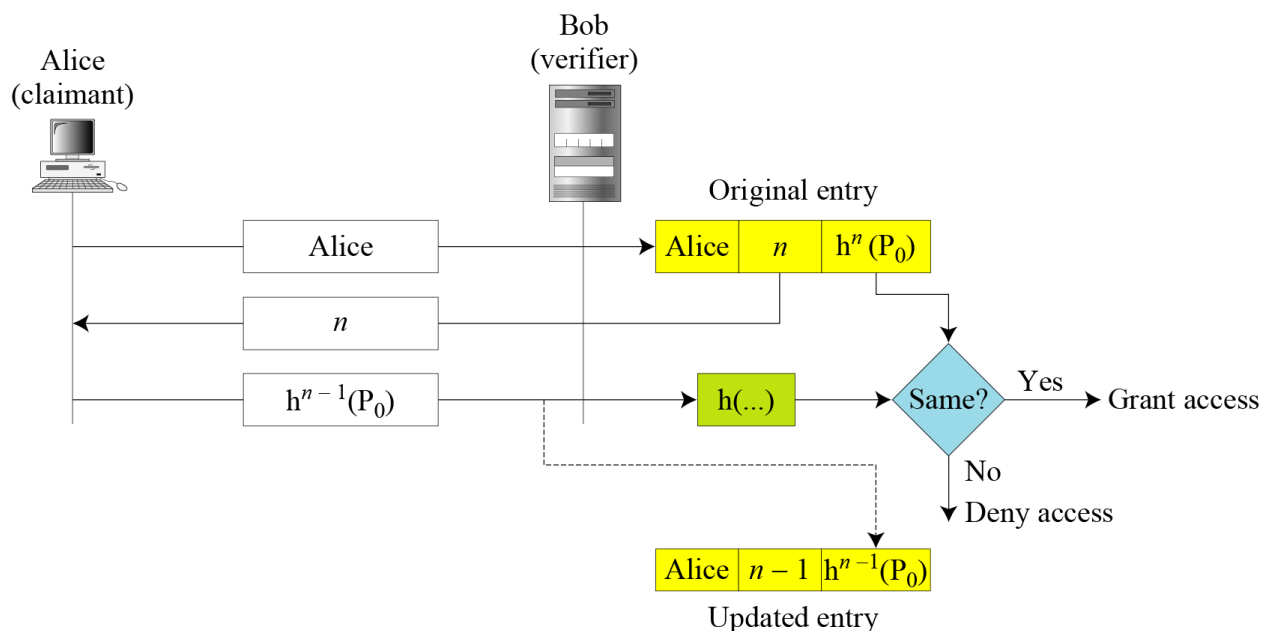 Bob
(verifier)
Alice
(claimant)
Original entry
Alice
Alice n hⁿ (P₀)
n
hⁿ⁻¹(P₀)
h(...)
Same?
Yes
Grant access
No
Deny access
Alice n – 1 hⁿ⁻¹(P₀)
Updated entry